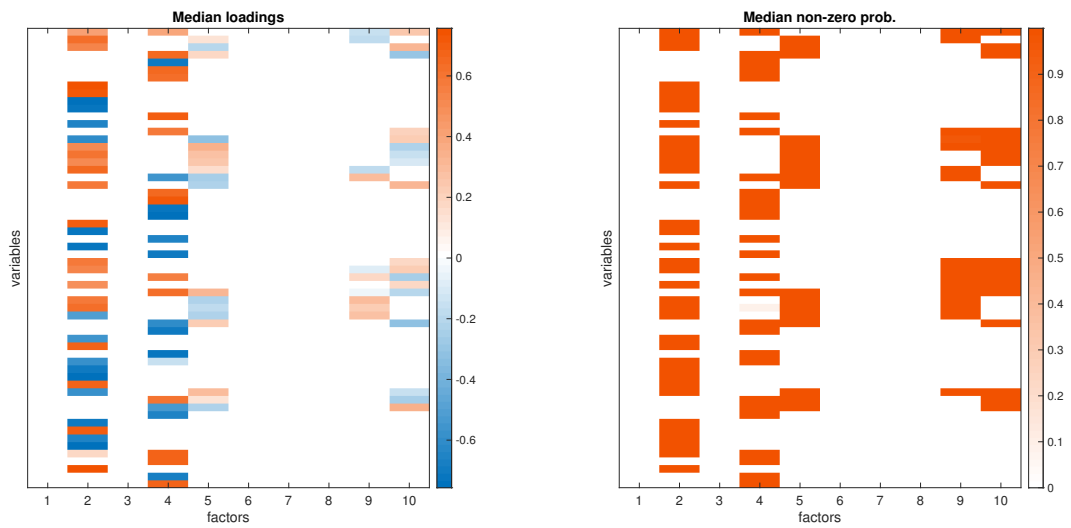 Median loadings
0.6
0.4
0.2
0
-0.2
-0.4
-0.6
variables
1 2 3 4 5 6 7 8 9 10
factors
Median non-zero prob.
0.9
0.8
0.7
0.6
0.5
0.4
0.3
0.2
0.1
0
variables
1 2 3 4 5 6 7 8 9 10
factors